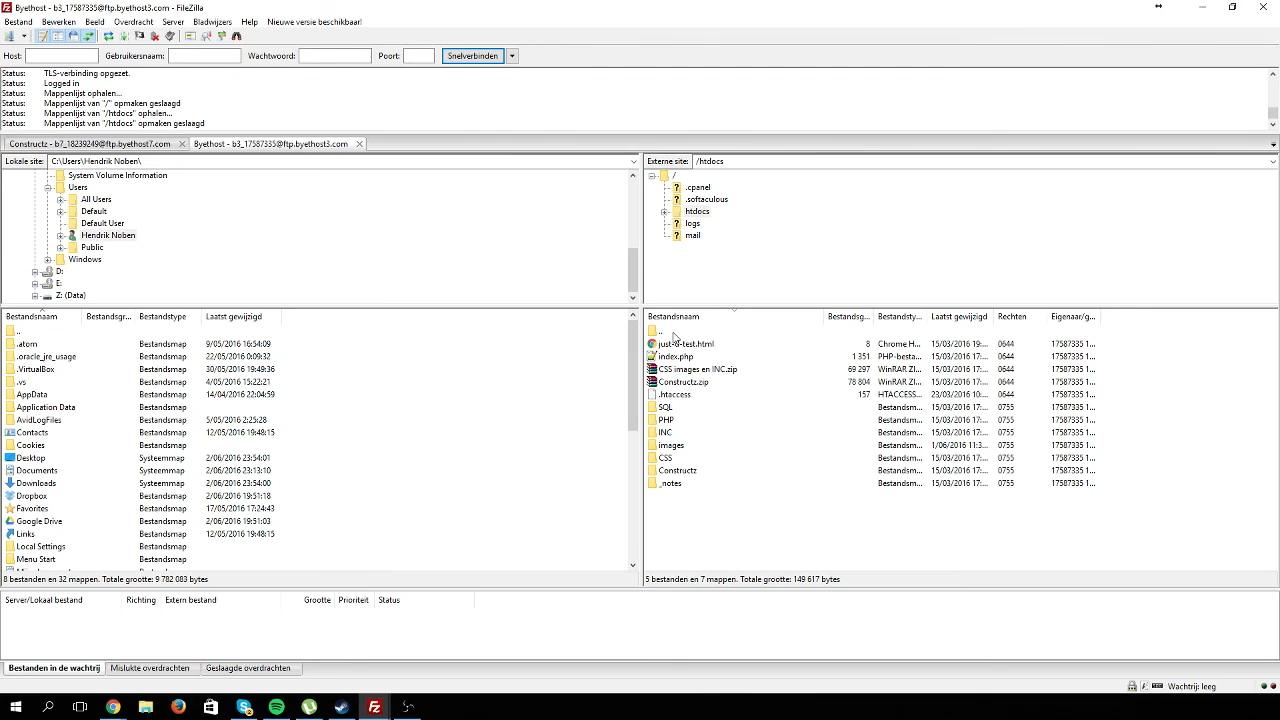 Byethost - b3_17587335@ftp.byethost3.com - FileZilla
Bestand Bewerken Beeld Overdracht Server Bladwijzers Help Nieuwe versie beschikbaar!
Host: Gebruikersnaam: Wachtwoord: Poort: Snelverbinden
Status: TLS-verbinding opgezet.
Status: Logged in
Status: Mappenlijst ophalen...
Status: Mappenlijst van "/" opmaken geslaagd
Status: Mappenlijst van "/htdocs" ophalen...
Status: Mappenlijst van "/htdocs" opmaken geslaagd
Constructz - b7_18239249@ftp.byethost7.com Byethost - b3_17587335@ftp.byethost3.com
Lokale site: C:\Users\Hendrik Noben\
System Volume Information
Users
All Users
Default
Default User
Hendrik Noben
Public
Windows
D:
E:
Z: (Data)
Externe site: /htdocs
/
.cpanel
.softaculous
htdocs
logs
mail
Bestandsnaam Bestandsgr... Bestandstype Laatst gewijzigd
..
.atom Bestandsmap 9/05/2016 16:54:09
.oracle_jre_usage Bestandsmap 22/05/2016 0:09:32
.VirtualBox Bestandsmap 30/05/2016 19:49:36
.vs Bestandsmap 4/05/2016 15:22:21
AppData Bestandsmap 14/04/2016 22:04:59
Application Data Bestandsmap
AvidLogFiles Bestandsmap 5/05/2016 2:25:28
Contacts Bestandsmap 12/05/2016 19:48:15
Cookies Bestandsmap
Desktop Systeemmap 2/06/2016 23:54:01
Documents Systeemmap 2/06/2016 23:13:10
Downloads Systeemmap 2/06/2016 23:54:00
Dropbox Bestandsmap 2/06/2016 19:51:18
Favorites Bestandsmap 17/05/2016 17:24:43
Google Drive Bestandsmap 2/06/2016 19:51:03
Links Bestandsmap 12/05/2016 19:48:15
Local Settings Bestandsmap
Menu Start Bestandsmap
8 bestanden en 32 mappen. Totale grootte: 9 782 083 bytes
Bestandsnaam Bestandsg... Bestandsty... Laatst gewijzigd Rechten Eigenaar/g...
..
just-a-test.html 8 Chrome H... 15/03/2016 19:... 0644 17587335 1...
index.php 1 351 PHP-besta... 15/03/2016 17:... 0644 17587335 1...
CSS images en INC.zip 69 297 WinRAR ZI... 15/03/2016 17:... 0644 17587335 1...
Constructz.zip 78 804 WinRAR ZI... 15/03/2016 17:... 0644 17587335 1...
.htaccess 157 HTACCESS... 23/03/2016 10:... 0644 17587335 1...
SQL Bestandsm... 15/03/2016 17:... 0755 17587335 1...
PHP Bestandsm... 15/03/2016 17:... 0755 17587335 1...
INC Bestandsm... 15/03/2016 17:... 0755 17587335 1...
images Bestandsm... 1/06/2016 11:3... 0755 17587335 1...
CSS Bestandsm... 15/03/2016 17:... 0755 17587335 1...
Constructz Bestandsm... 15/03/2016 17:... 0755 17587335 1...
_notes Bestandsm... 15/03/2016 17:... 0755 17587335 1...
5 bestanden en 7 mappen. Totale grootte: 149 617 bytes
Server/Lokaal bestand Richting Extern bestand Grootte Prioriteit Status
Bestanden in de wachtrij Mislukte overdrachten Geslaagde overdrachten
Wachtrij: leeg